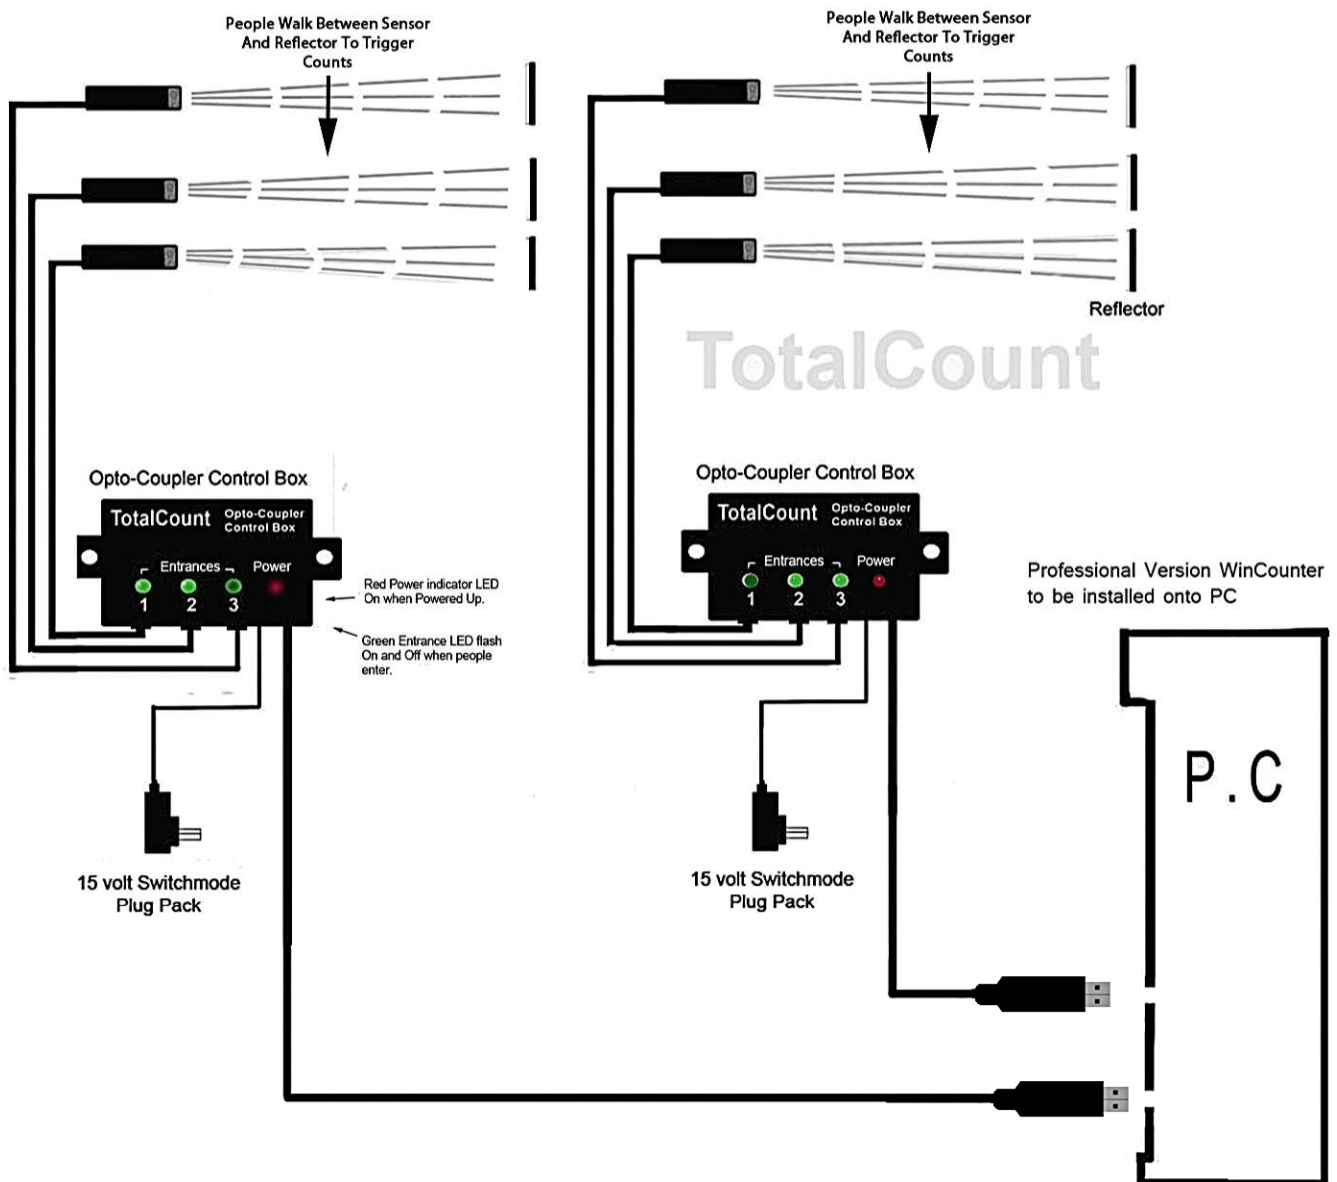 People Walk Between Sensor
And Reflector To Trigger
Counts
People Walk Between Sensor
And Reflector To Trigger
Counts
Reflector
TotalCount
Opto-Coupler Control Box
TotalCount
Opto-Coupler
Control Box
Entrances
Power
1 2 3
Red Power indicator LED
On when Powered Up.
Green Entrance LED flash
On and Off when people
enter.
15 volt Switchmode
Plug Pack
Opto-Coupler Control Box
TotalCount
Opto-Coupler
Control Box
Entrances
Power
1 2 3
15 volt Switchmode
Plug Pack
Professional Version WinCounter
to be installed onto PC
P.C